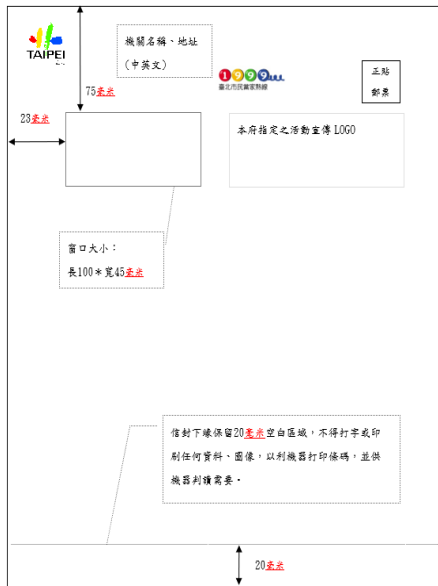 TAIPEI
機關名稱、地址
(中英文)
1999
臺北市民當家熱線
正貼
郵票
75毫米
23毫米
本府指定之活動宣傳 LOGO
窗口大小：
長100＊寬45毫米
信封下緣保留20毫米空白區域，不得打字或印
刷任何資料、圖像，以利機器打印條碼，並供
機器判讀需要。
20毫米